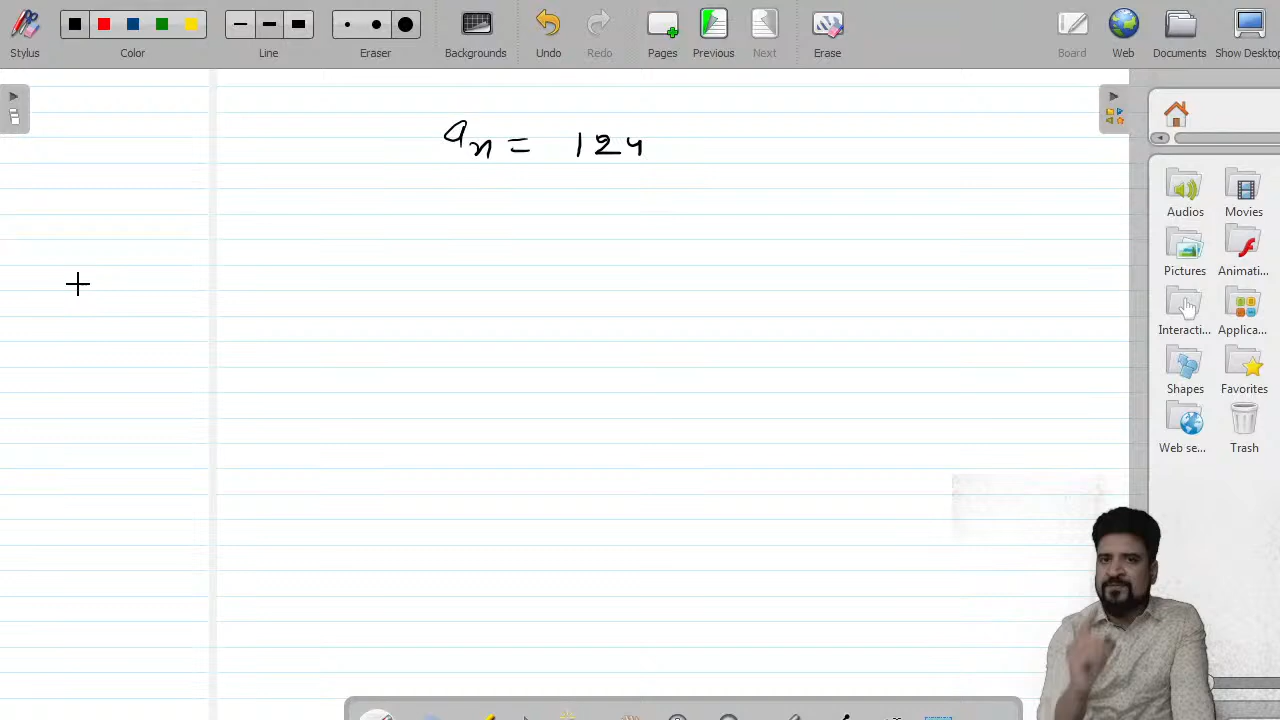 Stylus
Color
Line
Eraser
Backgrounds
Undo
Redo
Pages
Previous
Next
Erase
Board
Web
Documents
Show Desktop
aₙ = 124
Audios
Movies
Pictures
Animati...
Interacti...
Applica...
Shapes
Favorites
Web se...
Trash